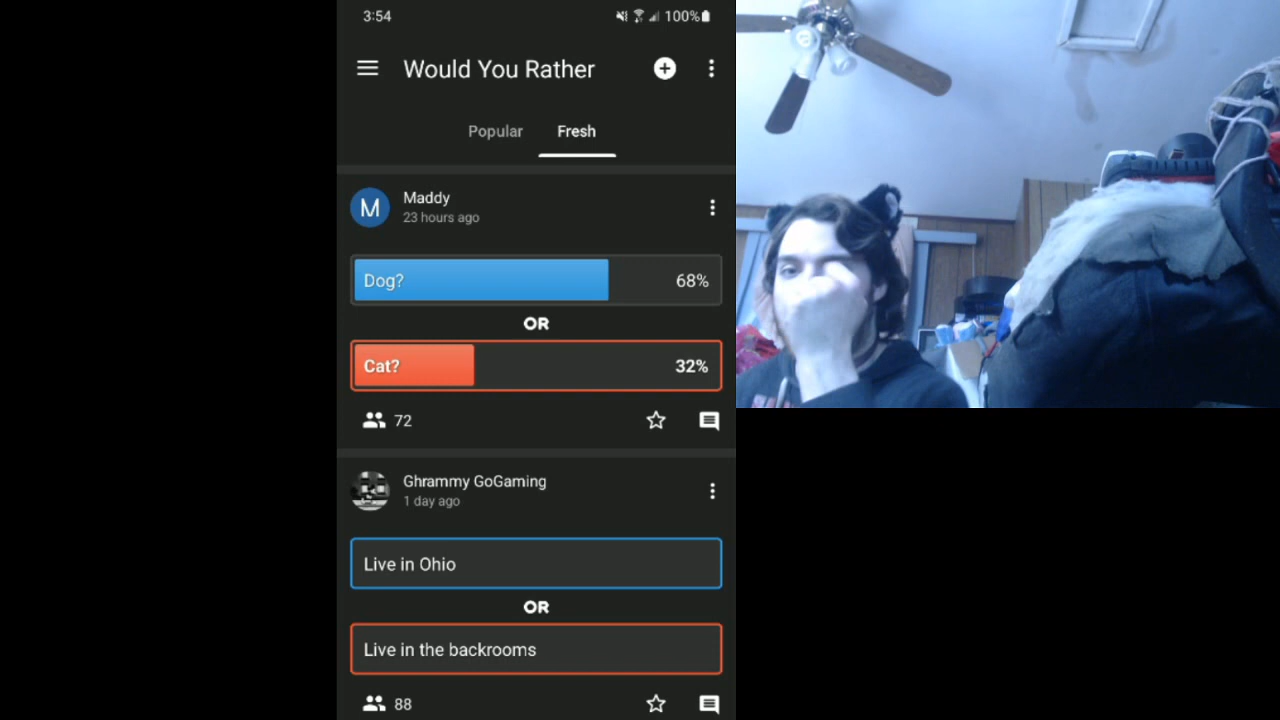 3:54
100%
Would You Rather
Popular
Fresh
M
Maddy
23 hours ago
Dog?
68%
OR
Cat?
32%
72
Ghrammy GoGaming
1 day ago
Live in Ohio
OR
Live in the backrooms
88